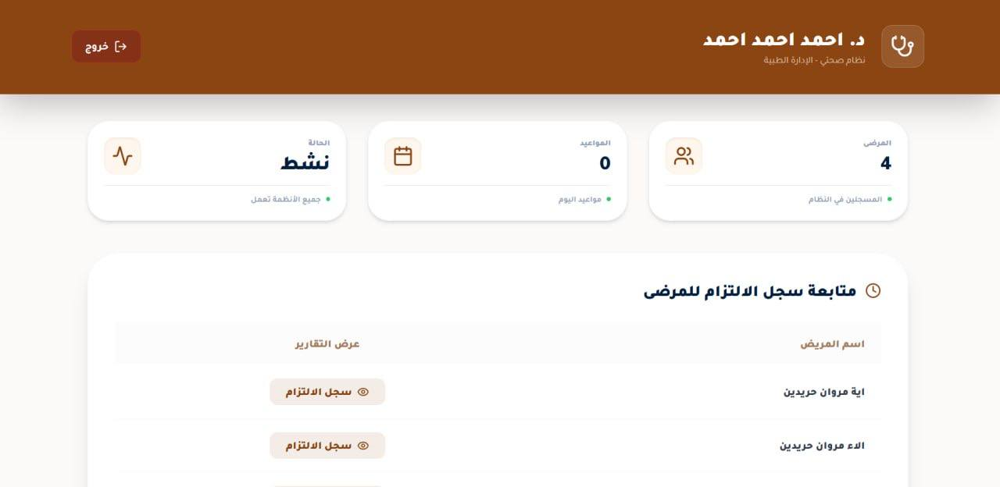 د. احمد احمد احمد
نظام صحتي - الإدارة الطبية
خروج
المرضى
4
المسجلين في النظام
المواعيد
0
مواعيد اليوم
الحالة
نشط
جميع الأنظمة تعمل
متابعة سجل الالتزام للمرضى
اسم المريض
عرض التقارير
اية مروان حريدين
سجل الالتزام
الاء مروان حريدين
سجل الالتزام